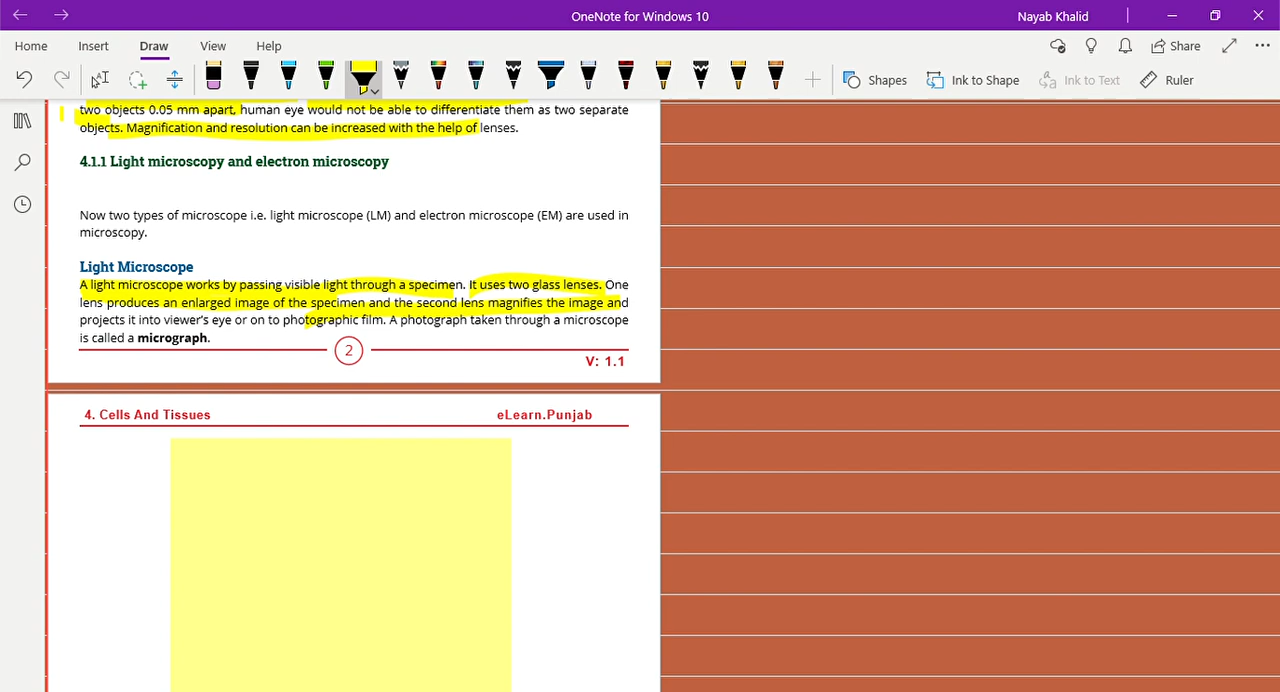 OneNote for Windows 10
Nayab Khalid
Home Insert Draw View Help
Share
Shapes
Ink to Shape
Ink to Text
Ruler
two objects 0.05 mm apart, human eye would not be able to differentiate them as two separate
objects. Magnification and resolution can be increased with the help of lenses.
4.1.1 Light microscopy and electron microscopy
Now two types of microscope i.e. light microscope (LM) and electron microscope (EM) are used in
microscopy.
Light Microscope
A light microscope works by passing visible light through a specimen. It uses two glass lenses. One
lens produces an enlarged image of the specimen and the second lens magnifies the image and
projects it into viewer's eye or on to photographic film. A photograph taken through a microscope
is called a micrograph.
2
V: 1.1
4. Cells And Tissues
eLearn.Punjab